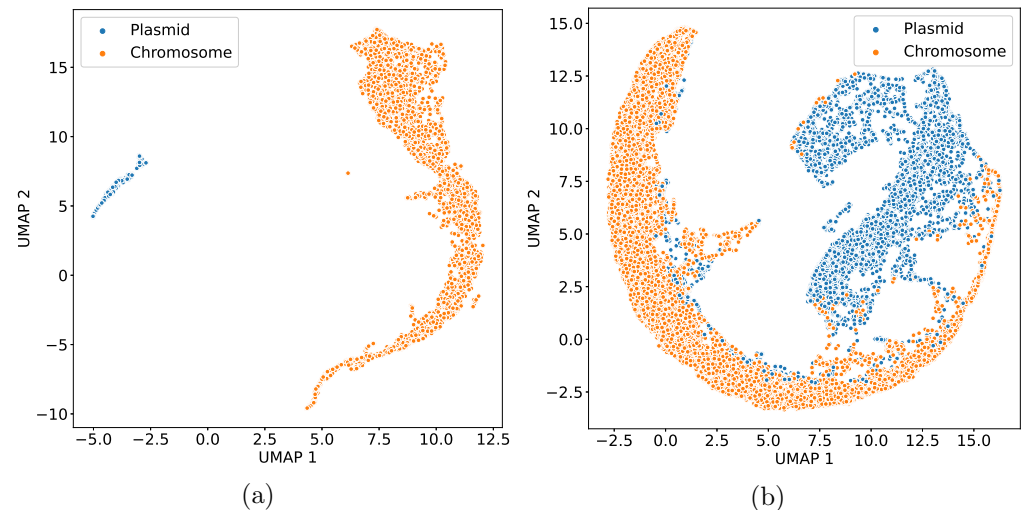 Plasmid
Chromosome
15
10
5
0
−5
−10
−5.0 −2.5 0.0 2.5 5.0 7.5 10.0 12.5
UMAP 1
UMAP 2
(a)
Plasmid
Chromosome
15.0
12.5
10.0
7.5
5.0
2.5
0.0
−2.5
−2.5 0.0 2.5 5.0 7.5 10.0 12.5 15.0
UMAP 1
UMAP 2
(b)